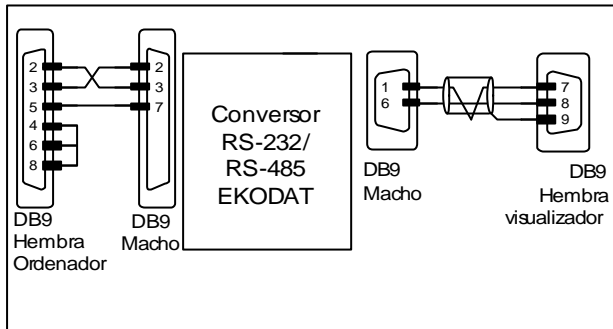 2
3
5
4
6
8
DB9
Hembra
Ordenador
2
3
7
DB9
Macho
Conversor
RS-232/
RS-485
EKODAT
1
6
DB9
Macho
7
8
9
DB9
Hembra
visualizador